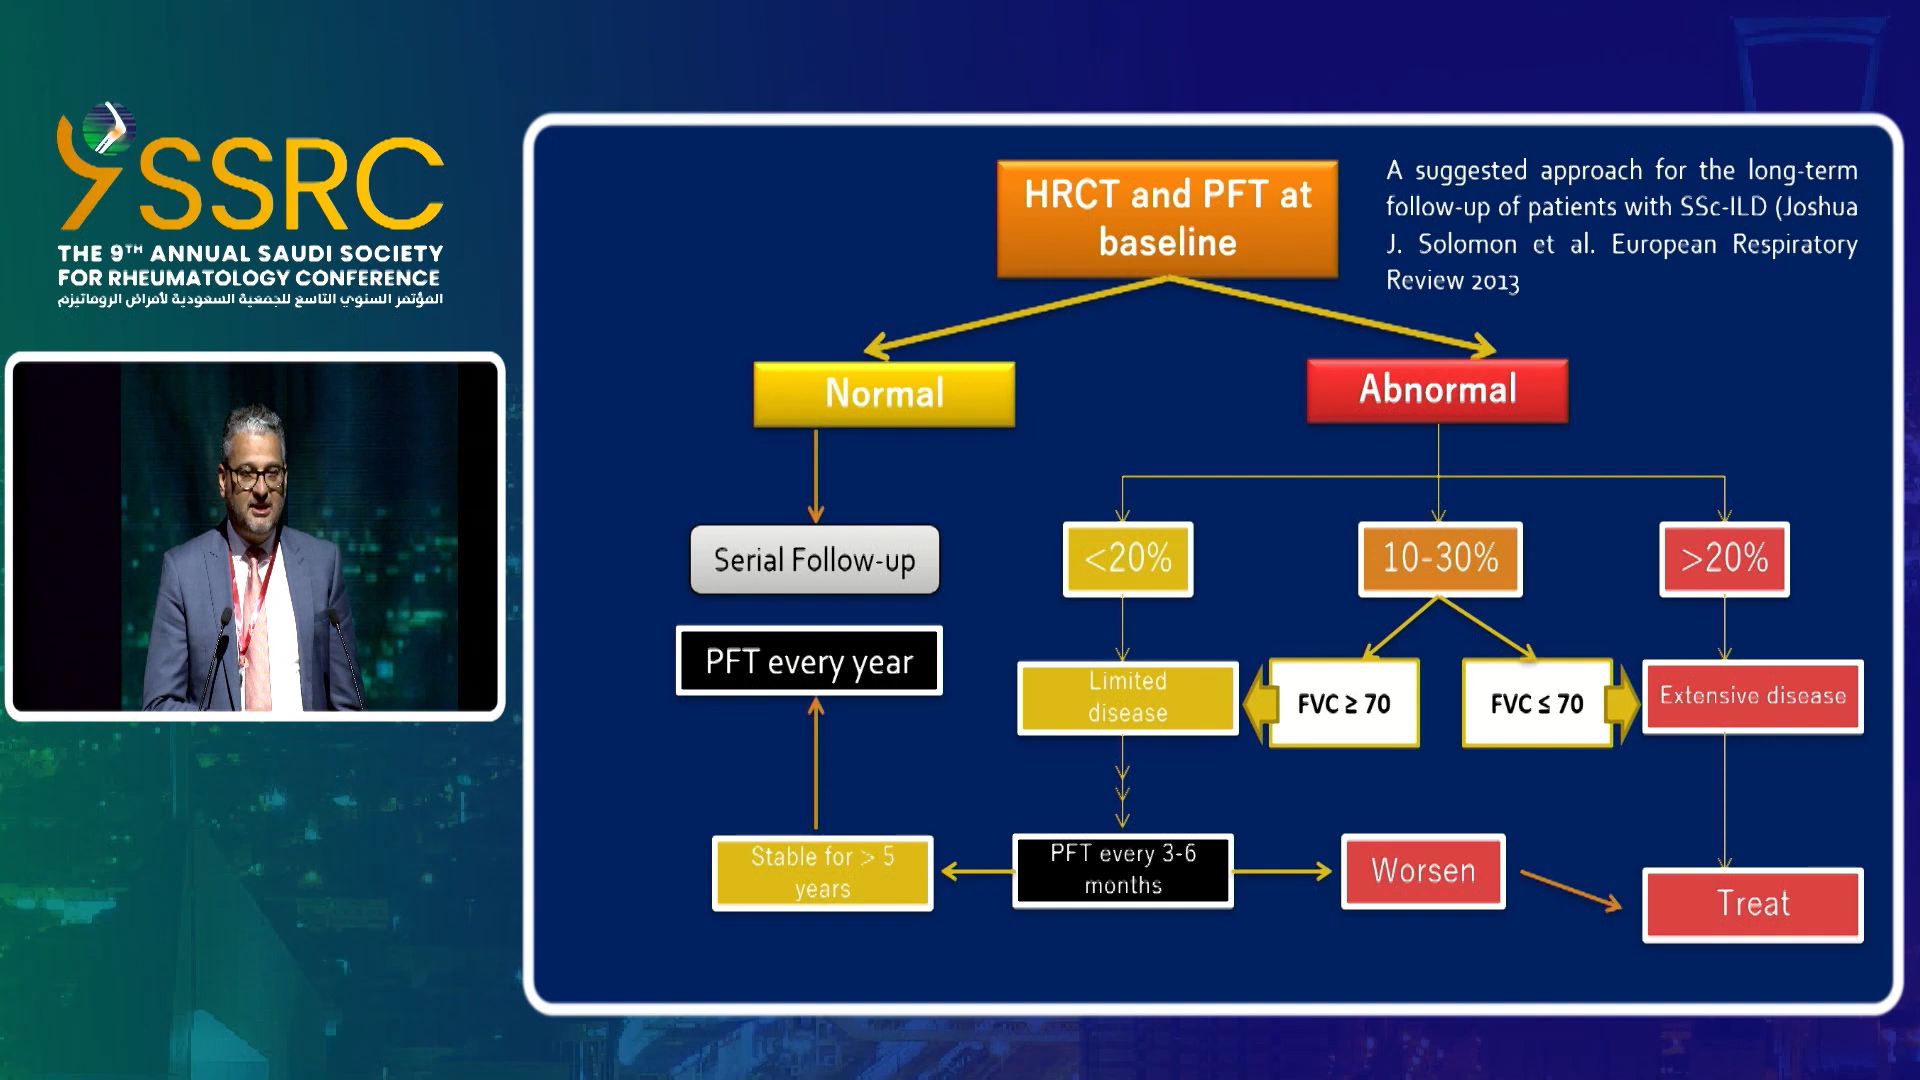 SSRC
THE 9TH ANNUAL SAUDI SOCIETY
FOR RHEUMATOLOGY CONFERENCE
المؤتمر السنوي التاسع للجمعية السعودية لأمراض الروماتيزم
HRCT and PFT at
baseline
A suggested approach for the long-term
follow-up of patients with SSc-ILD (Joshua
J. Solomon et al. European Respiratory
Review 2013
Normal
Abnormal
Serial Follow-up
<20%
10-30%
>20%
PFT every year
Limited
disease
FVC ≥ 70
FVC ≤ 70
Extensive disease
Stable for > 5
years
PFT every 3-6
months
Worsen
Treat